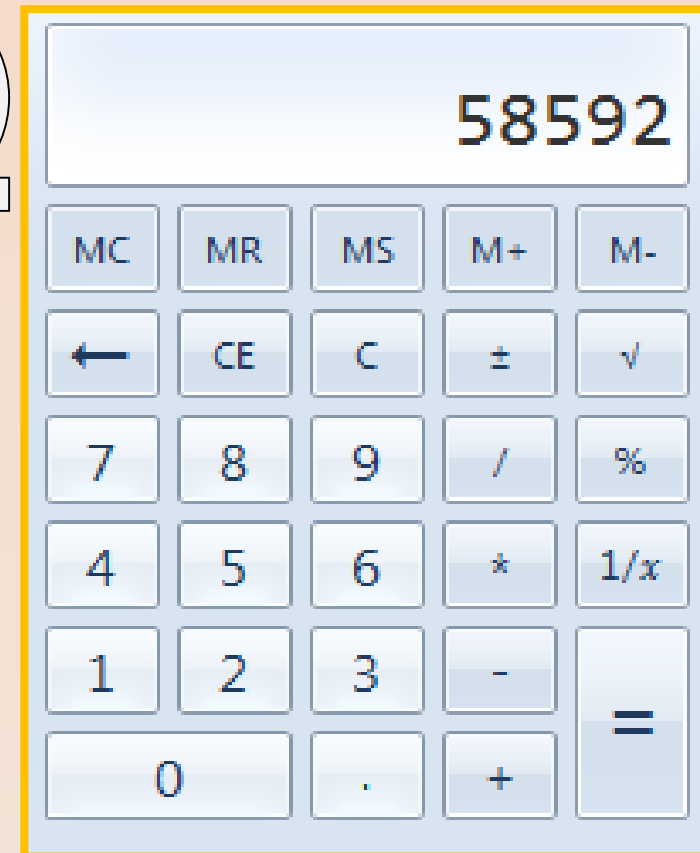 58592
MC MR MS M+ M-
← CE C ± √
7 8 9 / %
4 5 6 * 1/x
1 2 3 - =
0 . +